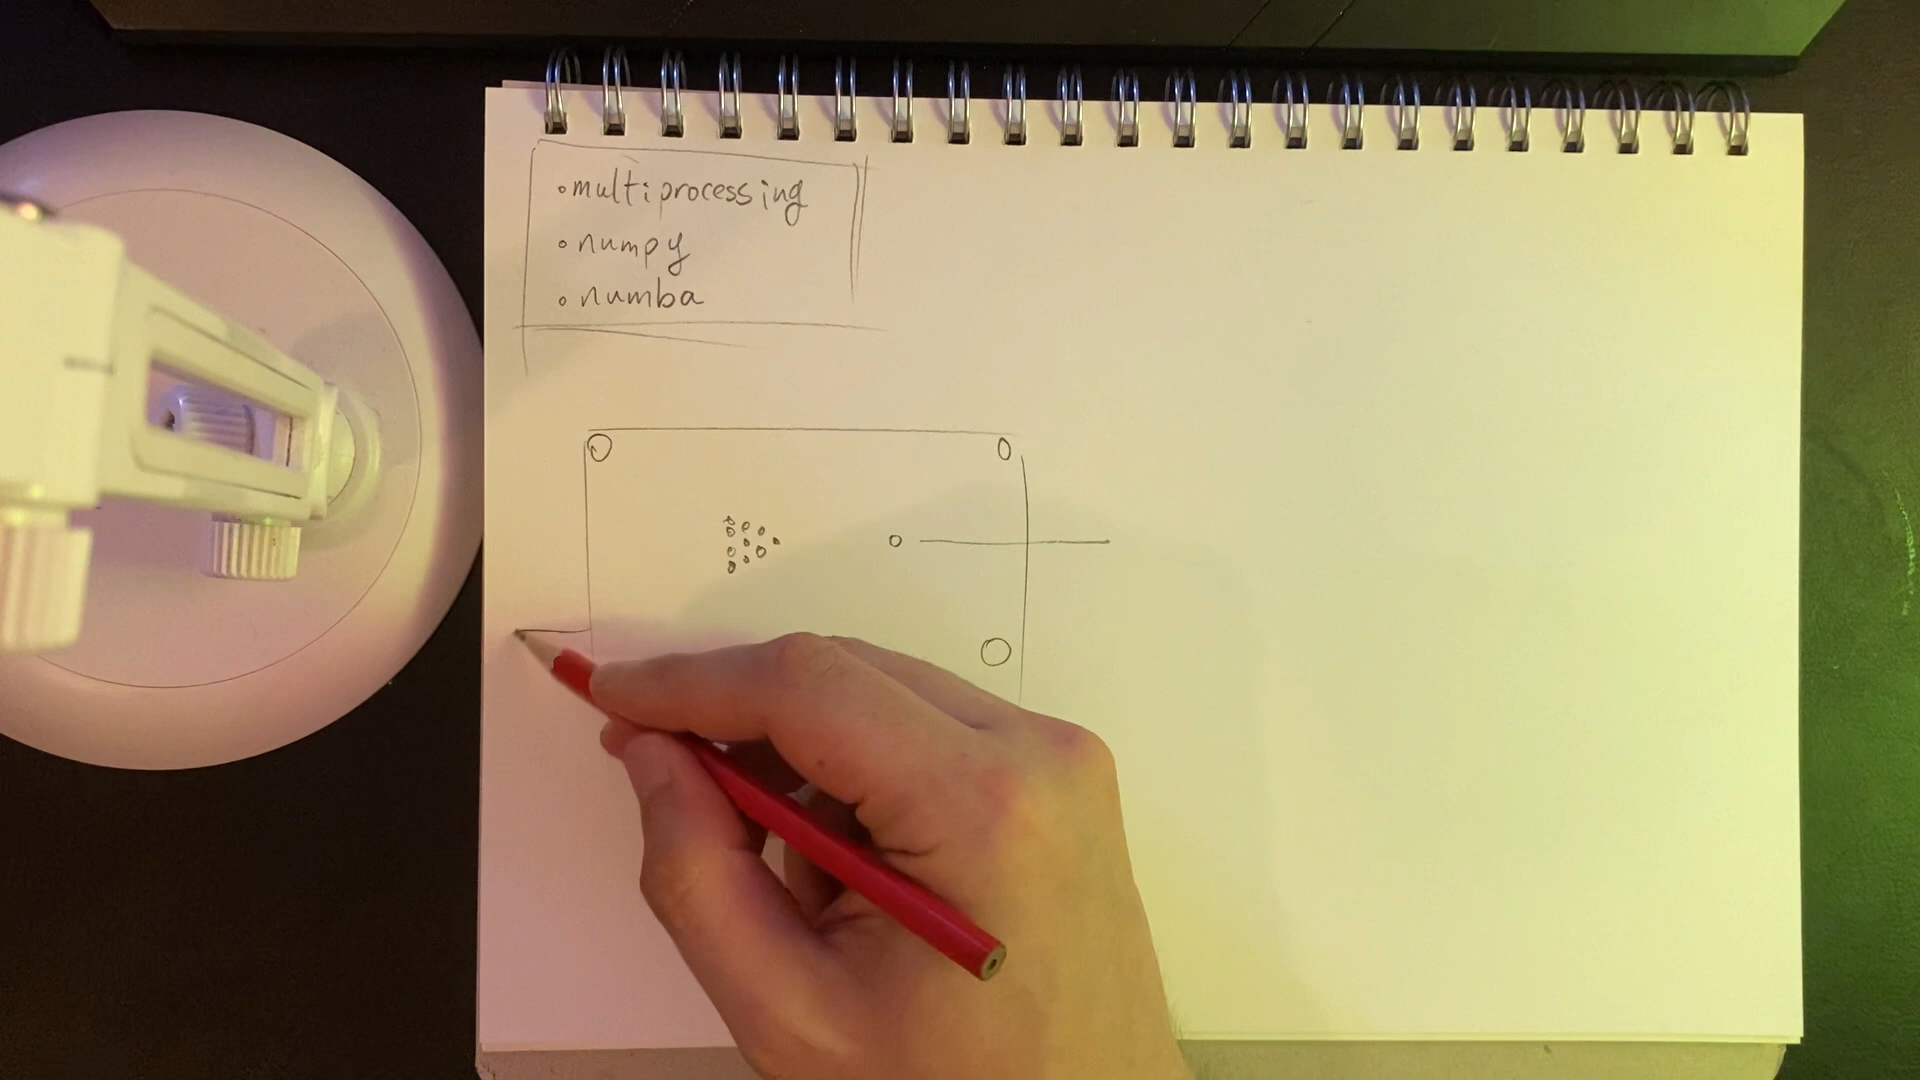 • multiprocessing
• numpy
• numba